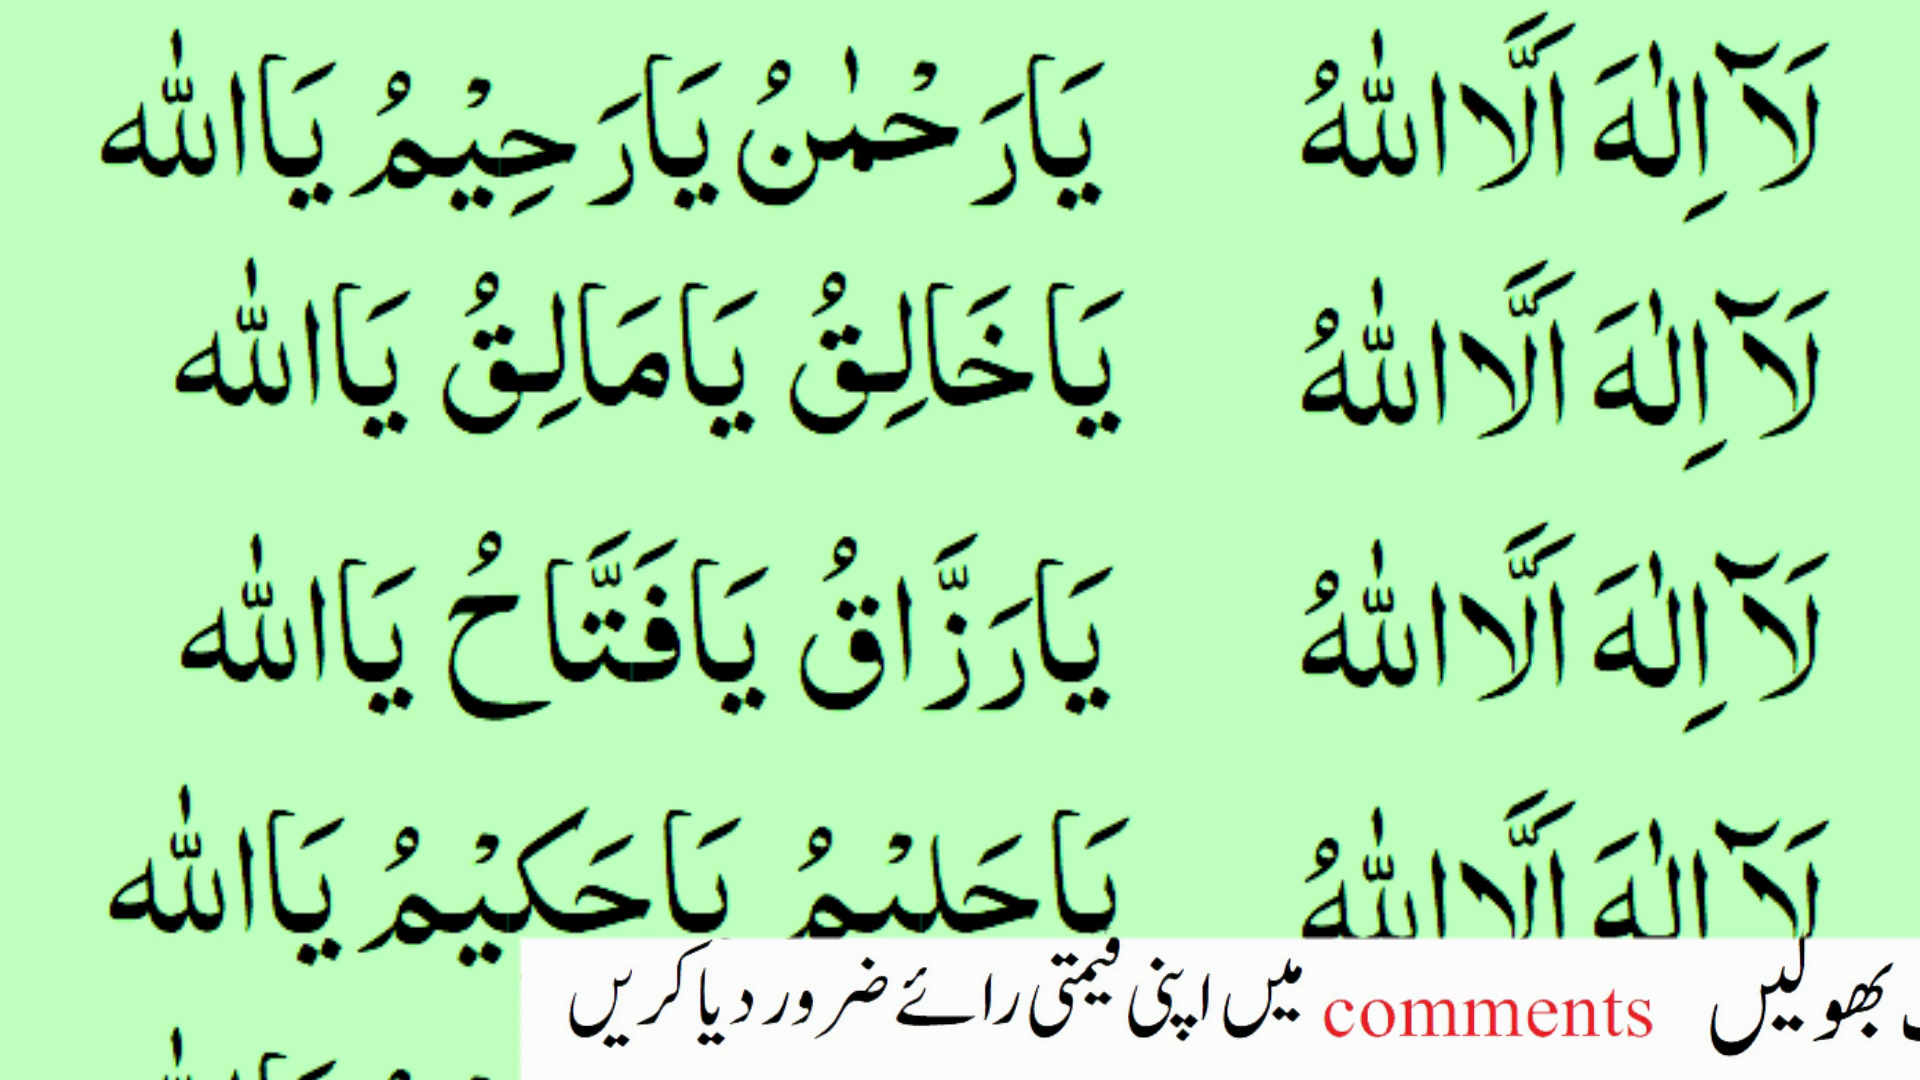 لَآ اِلٰهَ اَلَّا اللّٰهُ يَارَحْمٰنُ يَارَحِيْمُ يَااللّٰه
لَآ اِلٰهَ اَلَّا اللّٰهُ يَاخَالِقُ يَامَالِقُ يَااللّٰه
لَآ اِلٰهَ اَلَّا اللّٰهُ يَارَزَّاقُ يَافَتَّاحُ يَااللّٰه
لَآ اِلٰهَ اَلَّا اللّٰهُ يَاحَلِيْمُ يَاحَكِيْمُ يَااللّٰه
بھولیں comments میں اپنی قیمتی رائے ضرور دیا کریں